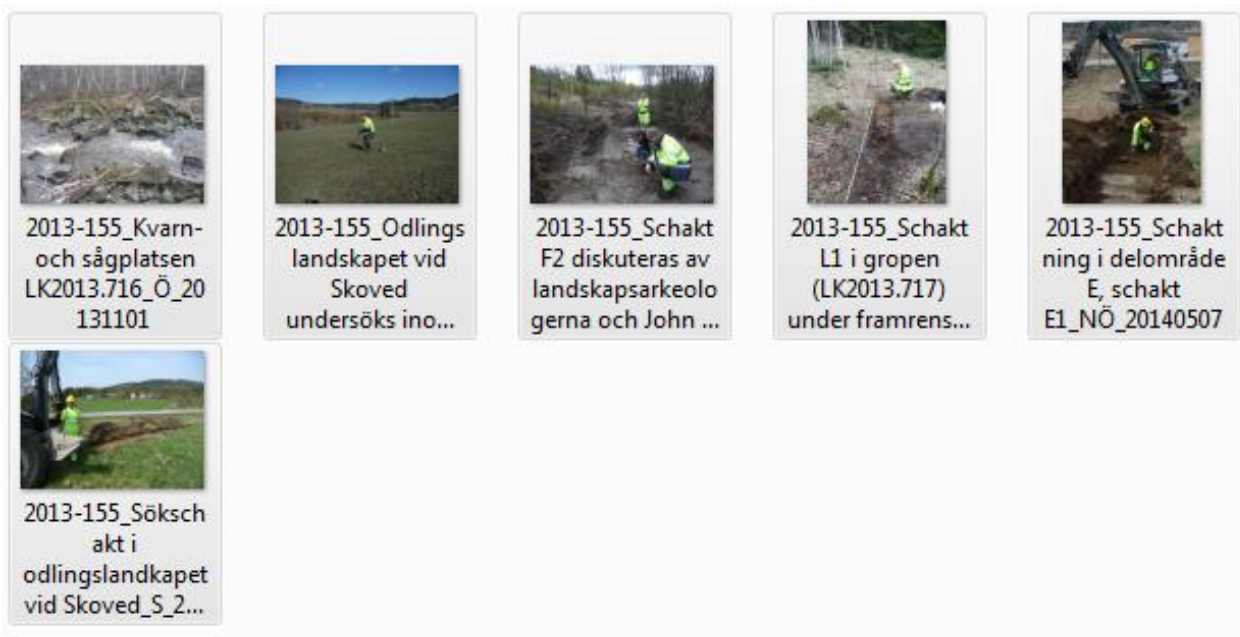 2013-155_Kvarn-
och sågplatsen
LK2013.716_Ö_20
131101
2013-155_Odlings
landskapet vid
Skoved
undersöks ino...
2013-155_Schakt
F2 diskuteras av
landskapsarkeolo
gerna och John ...
2013-155_Schakt
L1 i gropen
(LK2013.717)
under framrens...
2013-155_Schakt
ning i delområde
E, schakt
E1_NÖ_20140507
2013-155_Söksch
akt i
odlingslandkapet
vid Skoved_S_2...